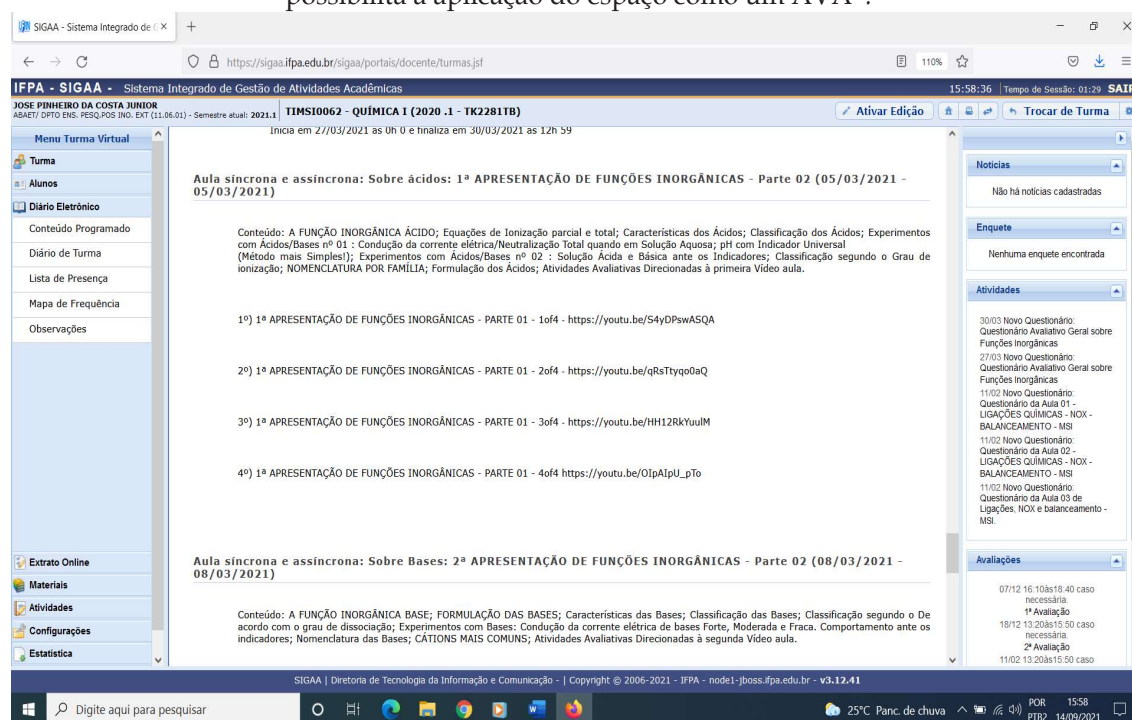 possibilita a aplicação do espaço como um AVA".
SIGAA - Sistema Integrado de G
https://sigaa.ifpa.edu.br/sigaa/portais/docente/turmas.jsf
110%
IFPA - SIGAA - Sistema Integrado de Gestão de Atividades Acadêmicas
15:58:36 Tempo de Sessão: 01:29 SAIR
JOSE PINHEIRO DA COSTA JUNIOR
ABAET/ DPTO ENS. PESQ.POS INO. EXT (11.06.01) - Semestre atual: 2021.1
TIMSI0062 - QUÍMICA I (2020 .1 - TK2281TB)
Ativar Edição
Trocar de Turma
Menu Turma Virtual
Turma
Alunos
Diário Eletrônico
Conteúdo Programado
Diário de Turma
Lista de Presença
Mapa de Frequência
Observações
Extrato Online
Materiais
Atividades
Configurações
Estatística
Inicia em 27/03/2021 às 0h 0 e finaliza em 30/03/2021 às 12h 59
Aula síncrona e assíncrona: Sobre ácidos: 1ª APRESENTAÇÃO DE FUNÇÕES INORGÂNICAS - Parte 02 (05/03/2021 -
05/03/2021)
Conteúdo: A FUNÇÃO INORGÂNICA ÁCIDO; Equações de Ionização parcial e total; Características dos Ácidos; Classificação dos Ácidos; Experimentos
com Ácidos/Bases nº 01 : Condução da corrente elétrica/Neutralização Total quando em Solução Aquosa; pH com Indicador Universal
(Método mais Simples!); Experimentos com Ácidos/Bases nº 02 : Solução Ácida e Básica ante os Indicadores; Classificação segundo o Grau de
ionização; NOMENCLATURA POR FAMÍLIA; Formulação dos Ácidos; Atividades Avaliativas Direcionadas à primeira Vídeo aula.
1º) 1ª APRESENTAÇÃO DE FUNÇÕES INORGÂNICAS - PARTE 01 - 1of4 - https://youtu.be/S4yDPswASQA
2º) 1ª APRESENTAÇÃO DE FUNÇÕES INORGÂNICAS - PARTE 01 - 2of4 - https://youtu.be/qRsTtyqo0aQ
3º) 1ª APRESENTAÇÃO DE FUNÇÕES INORGÂNICAS - PARTE 01 - 3of4 - https://youtu.be/HH12RkYuulM
4º) 1ª APRESENTAÇÃO DE FUNÇÕES INORGÂNICAS - PARTE 01 - 4of4 https://youtu.be/OIpAIpU_pTo
Aula síncrona e assíncrona: Sobre Bases: 2ª APRESENTAÇÃO DE FUNÇÕES INORGÂNICAS - Parte 02 (08/03/2021 -
08/03/2021)
Conteúdo: A FUNÇÃO INORGÂNICA BASE; FORMULAÇÃO DAS BASES; Características das Bases; Classificação das Bases; Classificação segundo o De
acordo com o grau de dissociação; Experimentos com Bases: Condução da corrente elétrica de bases Forte, Moderada e Fraca. Comportamento ante os
indicadores; Nomenclatura das Bases; CÁTIONS MAIS COMUNS; Atividades Avaliativas Direcionadas à segunda Vídeo aula.
Notícias
Não há notícias cadastradas
Enquete
Nenhuma enquete encontrada
Atividades
30/03 Novo Questionário:
Questionário Avaliativo Geral sobre
Funções Inorgânicas
27/03 Novo Questionário:
Questionário Avaliativo Geral sobre
Funções Inorgânicas
11/02 Novo Questionário:
Questionário da Aula 01 -
LIGAÇÕES QUÍMICAS - NOX -
BALANCEAMENTO - MSI
11/02 Novo Questionário:
Questionário da Aula 02 -
LIGAÇÕES QUÍMICAS - NOX -
BALANCEAMENTO - MSI
11/02 Novo Questionário:
Questionário da Aula 03 de
Ligações, NOX e balanceamento -
MSI.
Avaliações
07/12 16:10às18:40 caso
necessária.
1ª Avaliação
18/12 13:20às15:50 caso
necessária.
2ª Avaliação
11/02 13:20às15:50 caso
SIGAA | Diretoria de Tecnologia da Informação e Comunicação - | Copyright © 2006-2021 - IFPA - node1-jboss.ifpa.edu.br - v3.12.41
Digite aqui para pesquisar
25°C Panc. de chuva
POR
PTB2
15:58
14/09/2021